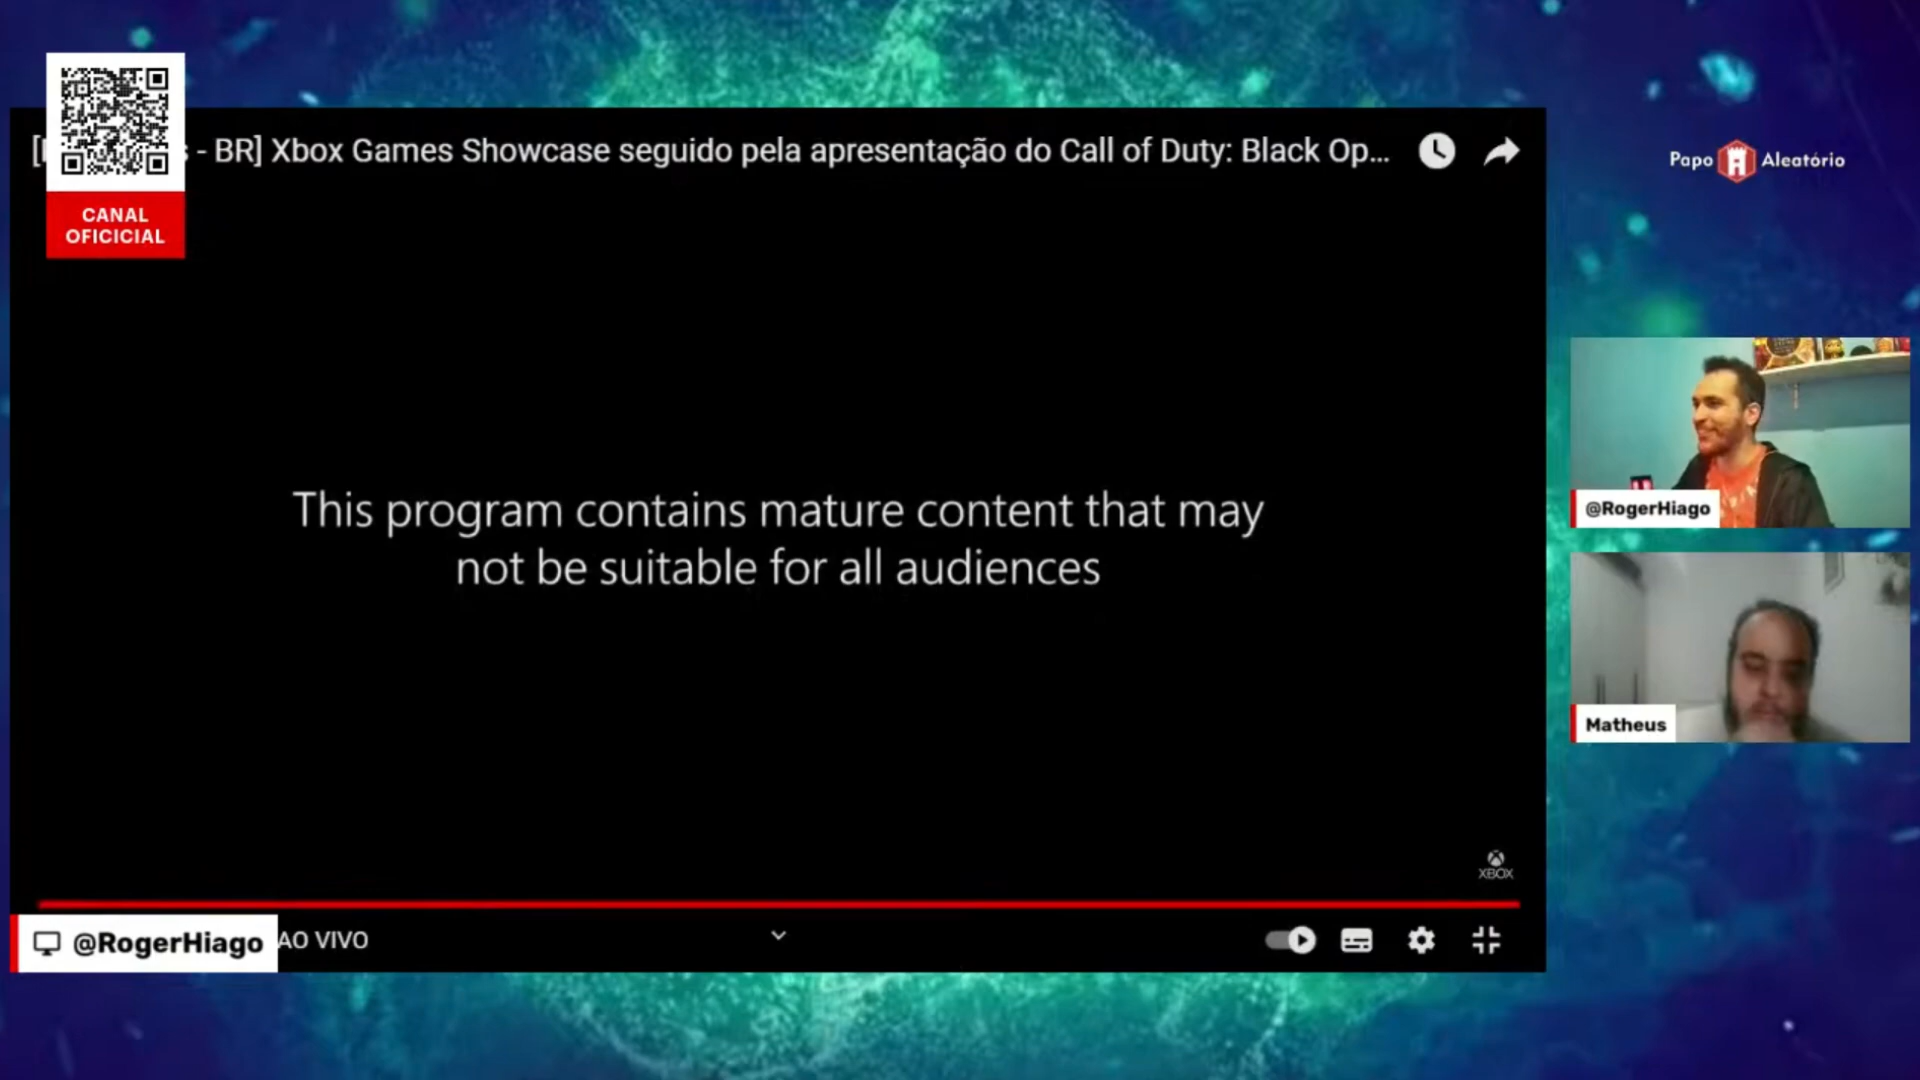 - BR] Xbox Games Showcase seguido pela apresentação do Call of Duty: Black Op...
CANAL
OFICICIAL
Papo Aleatório
This program contains mature content that may
not be suitable for all audiences
@RogerHiago
Matheus
XBOX
@RogerHiago
AO VIVO